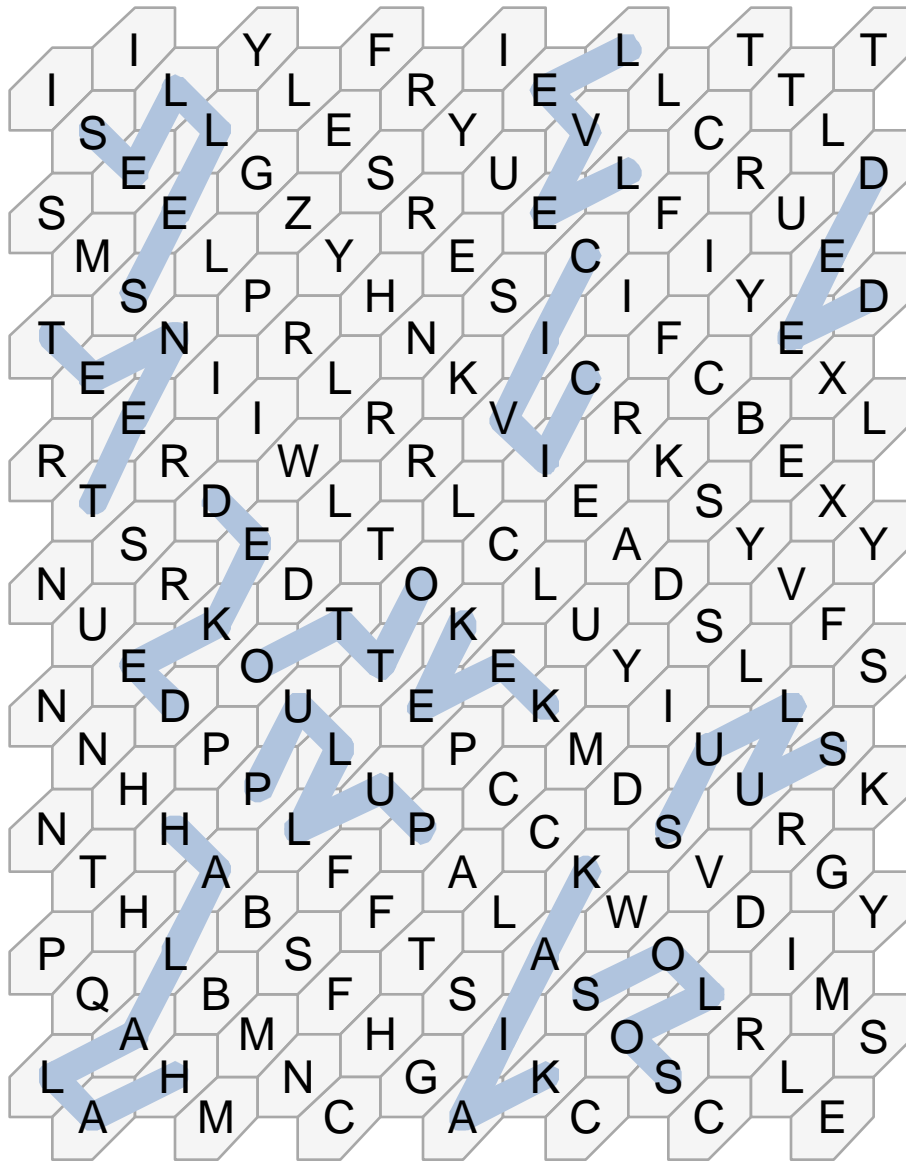 I Y F I L T T
I L L R E L T
S L E Y V C L
E G S U L R D
S E Z R E F U
M L Y E C I E
S P H S I Y D
T N R N I F E
E I L K C C X
E I R V R B L
R R W R I K E
T D L L E S X
S E T C A Y Y
N R D O L D V
U K T K U S F
E O T E Y L S
N D U E K I L
N P L P M U S
H P U C D U K
N H L P C S R
T A F A K V G
H B F L W D Y
P L S T A O I
Q B F S S L M
A M H I O R S
L H N G K S L
A M C A C C E